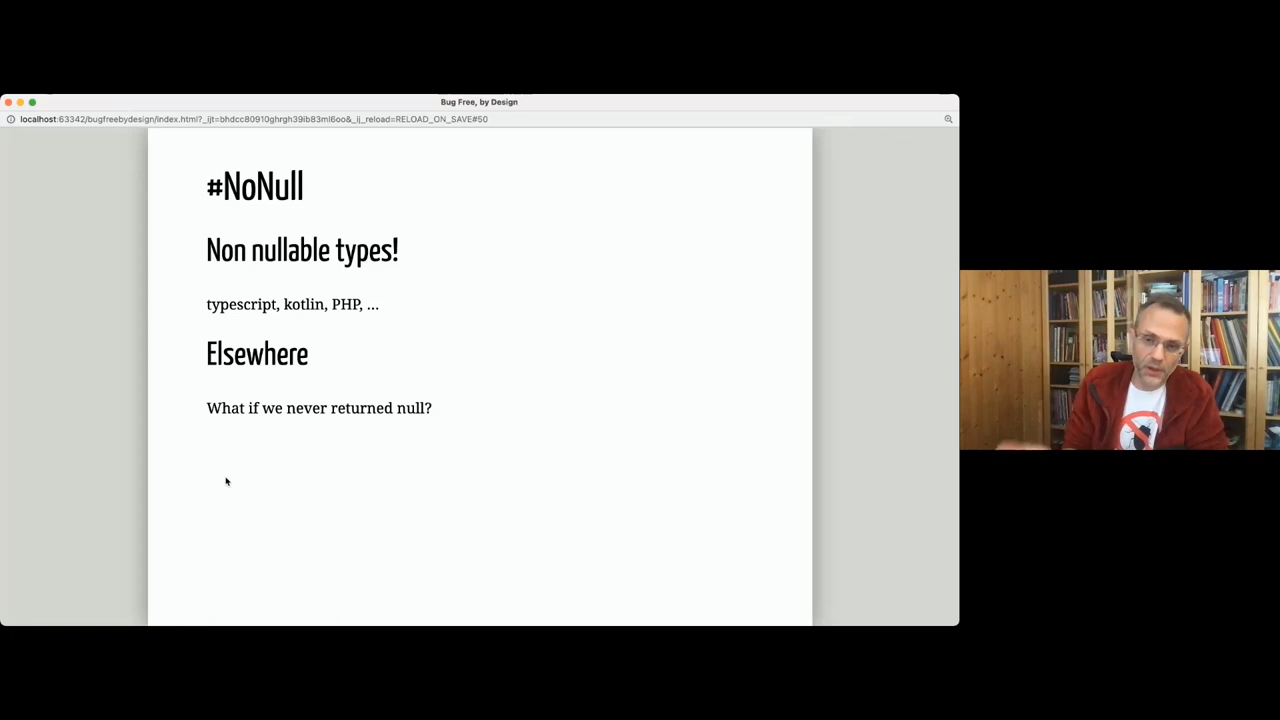 Bug Free, by Design
localhost:63342/bugfreebydesign/index.html?_ijt=bhdcc80910ghrgh39ib83ml6oo&_ij_reload=RELOAD_ON_SAVE#50
#NoNull
Non nullable types!
typescript, kotlin, PHP, ...
Elsewhere
What if we never returned null?